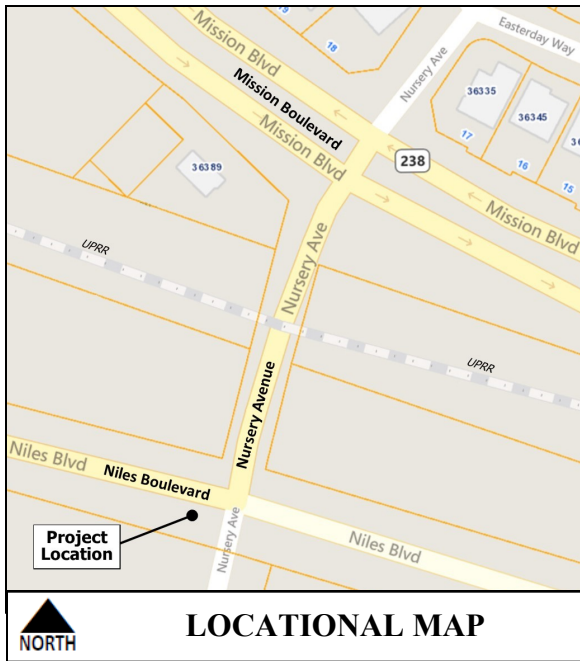 19
18
Easterday Way
Mission Blvd
Nursery Ave
Mission Boulevard
36335
36345
Mission Blvd
17
238
16
36389
15
Mission Blvd
Nursery Ave
UPRR
UPRR
Nursery Avenue
Niles Blvd
Niles Boulevard
Project
Location
Nursery Ave
Niles Blvd
NORTH
LOCATIONAL MAP